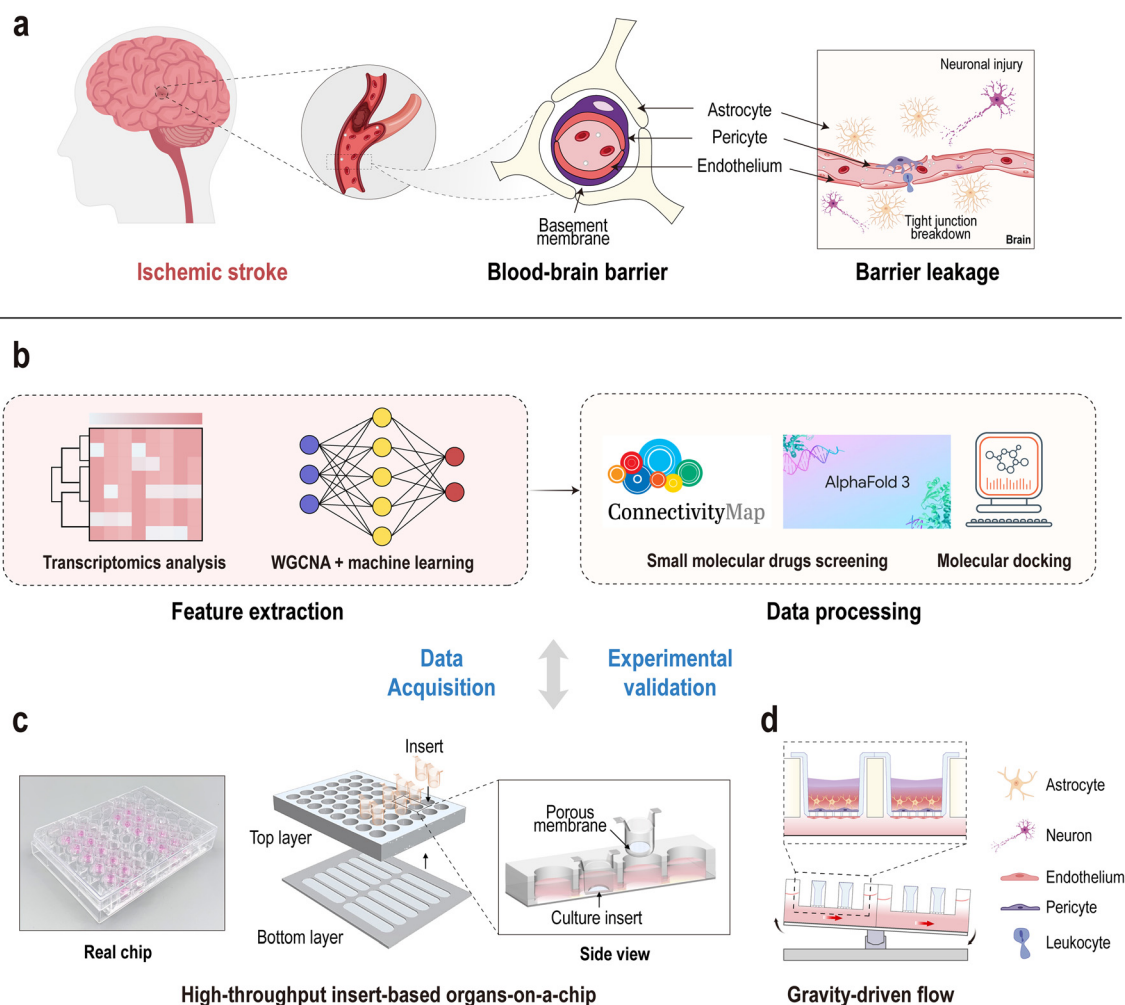 a
Neuronal injury
Astrocyte
Pericyte
Endothelium
Basement
membrane
Tight junction
breakdown
Brain
Ischemic stroke
Blood-brain barrier
Barrier leakage
b
ConnectivityMap
AlphaFold 3
Transcriptomics analysis
WGCNA + machine learning
Small molecular drugs screening
Molecular docking
Feature extraction
Data processing
Data
Acquisition
Experimental
validation
c
Insert
Top layer
Bottom layer
Porous
membrane
Culture insert
Real chip
Side view
High-throughput insert-based organs-on-a-chip
d
Astrocyte
Neuron
Endothelium
Pericyte
Leukocyte
Gravity-driven flow